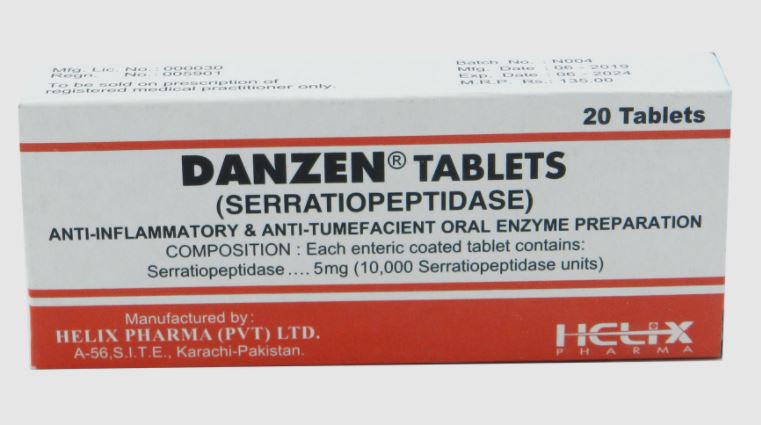 Mfg. Lic. No.: 000030
Regn. No.: 005901
To be sold on prescription of
registered medical practitioner only.
Batch No. : N004
Mfg. Date : 06 - 2019
Exp. Date : 06 - 2024
M.R.P. Rs.: 135.00
20 Tablets
DANZEN® TABLETS
(SERRATIOPEPTIDASE)
ANTI-INFLAMMATORY & ANTI-TUMEFACIENT ORAL ENZYME PREPARATION
COMPOSITION : Each enteric coated tablet contains:
Serratiopeptidase .... 5mg (10,000 Serratiopeptidase units)
Manufactured by:
HELIX PHARMA (PVT) LTD.
A-56,S.I.T.E., Karachi-Pakistan.
HELIX
PHARMA